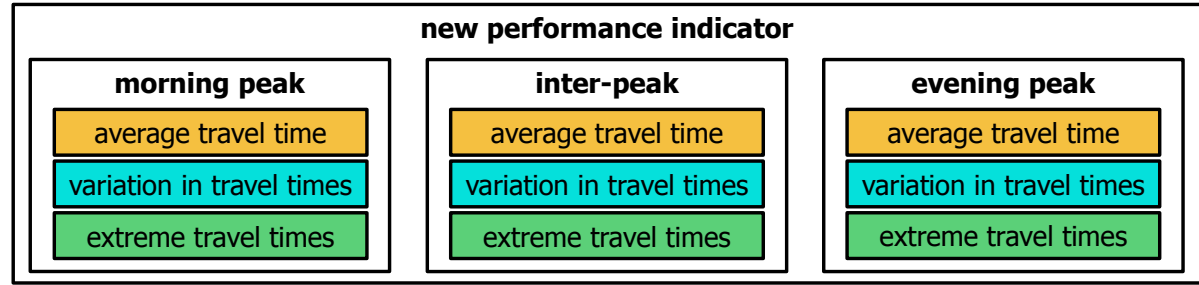 new performance indicator
morning peak
average travel time
variation in travel times
extreme travel times
inter-peak
average travel time
variation in travel times
extreme travel times
evening peak
average travel time
variation in travel times
extreme travel times